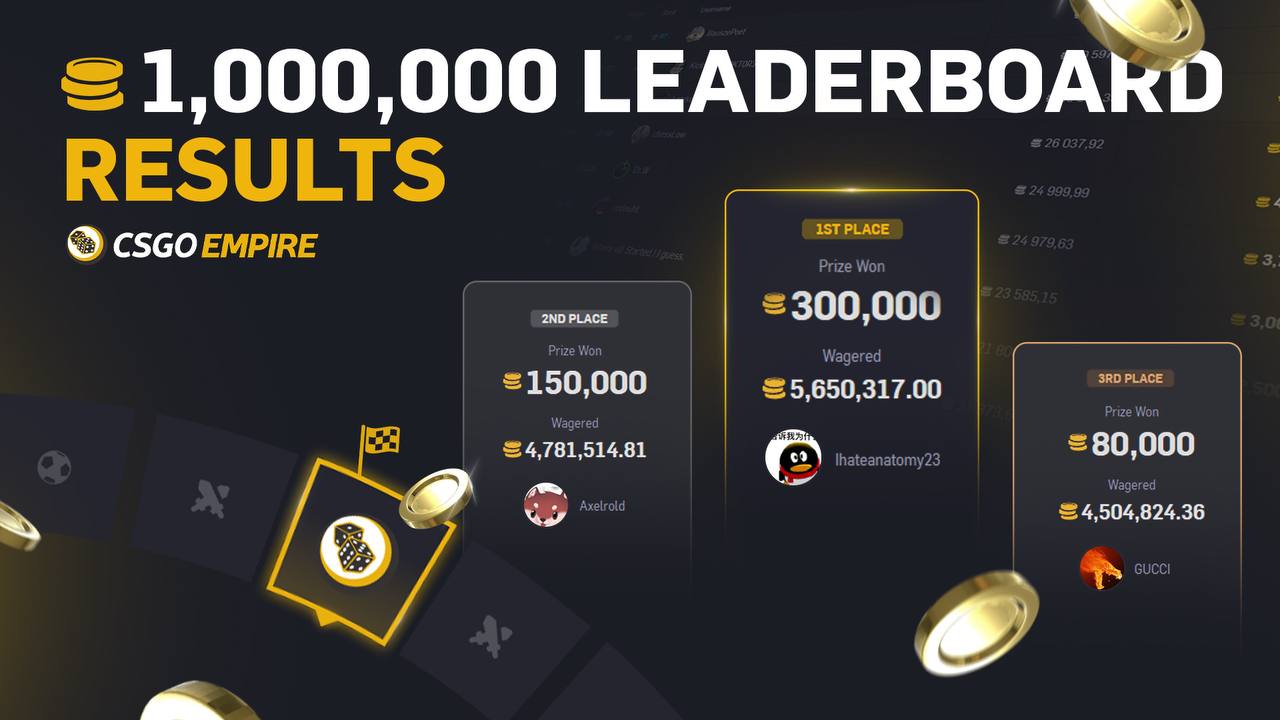 1,000,000 LEADERBOARD
RESULTS
CSGO EMPIRE
2ND PLACE
Prize Won
150,000
Wagered
4,781,514.81
Axelrold
1ST PLACE
Prize Won
300,000
Wagered
5,650,317.00
Ihateanatomy23
3RD PLACE
Prize Won
80,000
Wagered
4,504,824.36
GUCCI
26 037,92
24 999,99
24 979,63
23 585,15